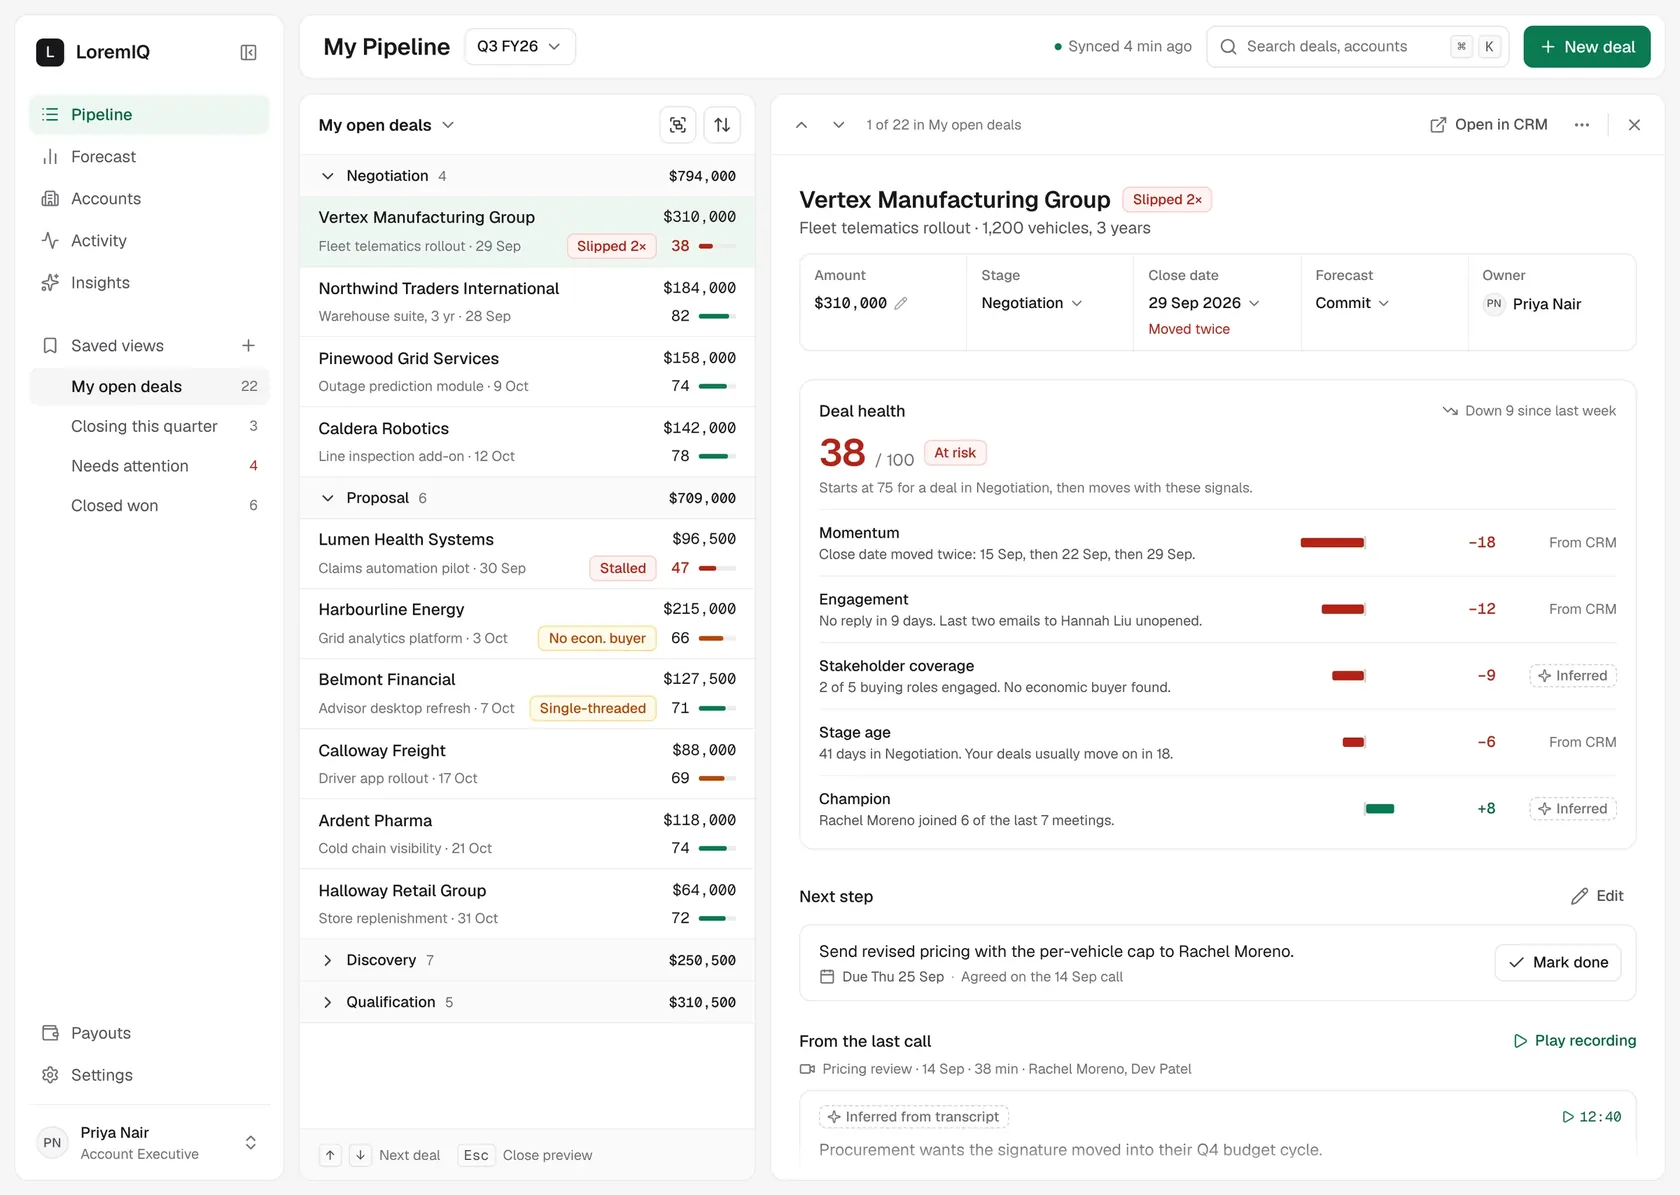 L LoremIQ
Pipeline
Forecast
Accounts
Activity
Insights
Saved views
My open deals 22
Closing this quarter 3
Needs attention 4
Closed won 6
Payouts
Settings
PN Priya Nair
Account Executive
My Pipeline Q3 FY26
Synced 4 min ago
Search deals, accounts ⌘ K
+ New deal
My open deals
Negotiation 4 $794,000
Vertex Manufacturing Group $310,000
Fleet telematics rollout · 29 Sep Slipped 2× 38
Northwind Traders International $184,000
Warehouse suite, 3 yr · 28 Sep 82
Pinewood Grid Services $158,000
Outage prediction module · 9 Oct 74
Caldera Robotics $142,000
Line inspection add-on · 12 Oct 78
Proposal 6 $709,000
Lumen Health Systems $96,500
Claims automation pilot · 30 Sep Stalled 47
Harbourline Energy $215,000
Grid analytics platform · 3 Oct No econ. buyer 66
Belmont Financial $127,500
Advisor desktop refresh · 7 Oct Single-threaded 71
Calloway Freight $88,000
Driver app rollout · 17 Oct 69
Ardent Pharma $118,000
Cold chain visibility · 21 Oct 74
Halloway Retail Group $64,000
Store replenishment · 31 Oct 72
Discovery 7 $250,500
Qualification 5 $310,500
↑ ↓ Next deal Esc Close preview
1 of 22 in My open deals
Open in CRM
Vertex Manufacturing Group Slipped 2×
Fleet telematics rollout · 1,200 vehicles, 3 years
Amount Stage Close date Forecast Owner
$310,000 Negotiation 29 Sep 2026 Commit PN Priya Nair
Moved twice
Deal health Down 9 since last week
38 / 100 At risk
Starts at 75 for a deal in Negotiation, then moves with these signals.
Momentum
Close date moved twice: 15 Sep, then 22 Sep, then 29 Sep.
−18 From CRM
Engagement
No reply in 9 days. Last two emails to Hannah Liu unopened.
−12 From CRM
Stakeholder coverage
2 of 5 buying roles engaged. No economic buyer found.
−9 Inferred
Stage age
41 days in Negotiation. Your deals usually move on in 18.
−6 From CRM
Champion
Rachel Moreno joined 6 of the last 7 meetings.
+8 Inferred
Next step Edit
Send revised pricing with the per-vehicle cap to Rachel Moreno.
Due Thu 25 Sep · Agreed on the 14 Sep call
Mark done
From the last call Play recording
Pricing review · 14 Sep · 38 min · Rachel Moreno, Dev Patel
Inferred from transcript 12:40
Procurement wants the signature moved into their Q4 budget cycle.